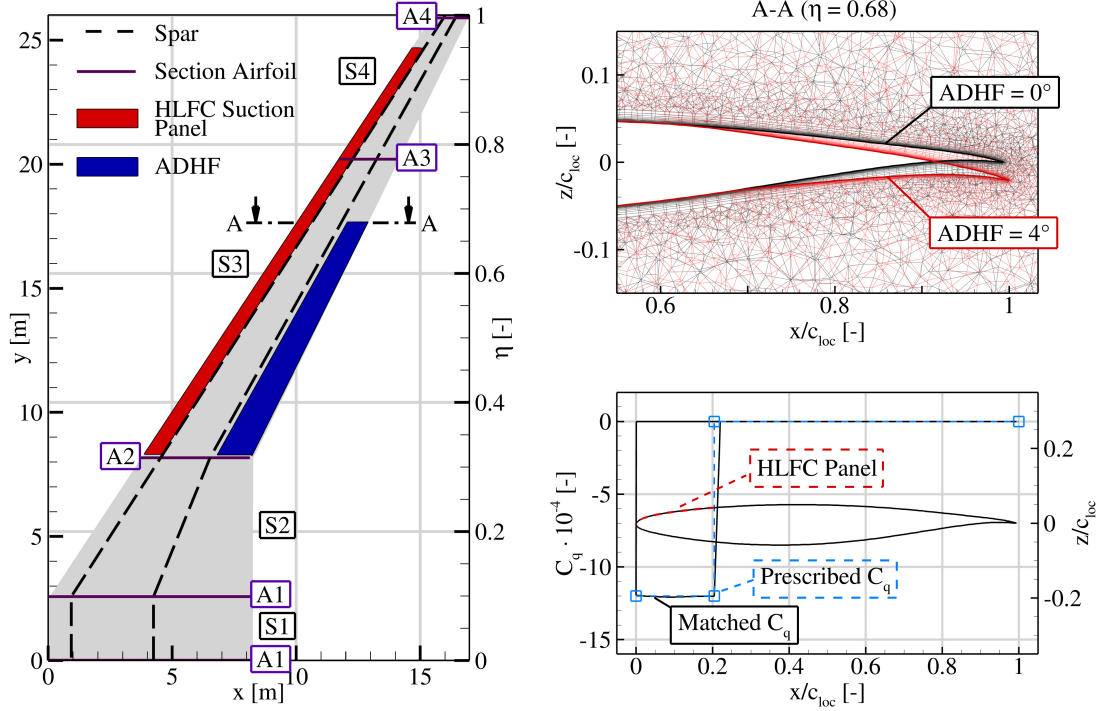 Spar
Section Airfoil
HLFC Suction
Panel
ADHF
A4
S4
A3
A
A
S3
A2
S2
A1
S1
A1
25
20
15
10
5
0
y [m]
0
5
10
15
x [m]
1
0.8
0.6
0.4
0.2
0
η [-]
A-A (η = 0.68)
ADHF = 0°
ADHF = 4°
0.1
0
-0.1
z/c_loc [-]
0.6
0.8
1
x/c_loc [-]
HLFC Panel
Prescribed C_q
Matched C_q
0
-5
-10
-15
C_q · 10^-4 [-]
0.2
0
-0.2
z/c_loc
0
0.2
0.4
0.6
0.8
1
x/c_loc [-]